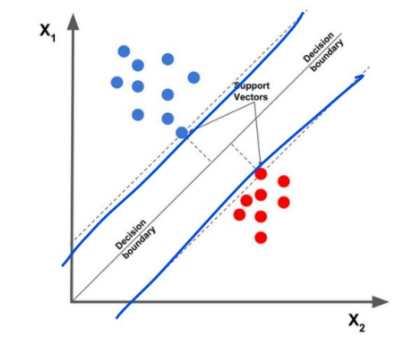 X1
Decision
boundary
Support
Vectors
Decision
boundary
X2